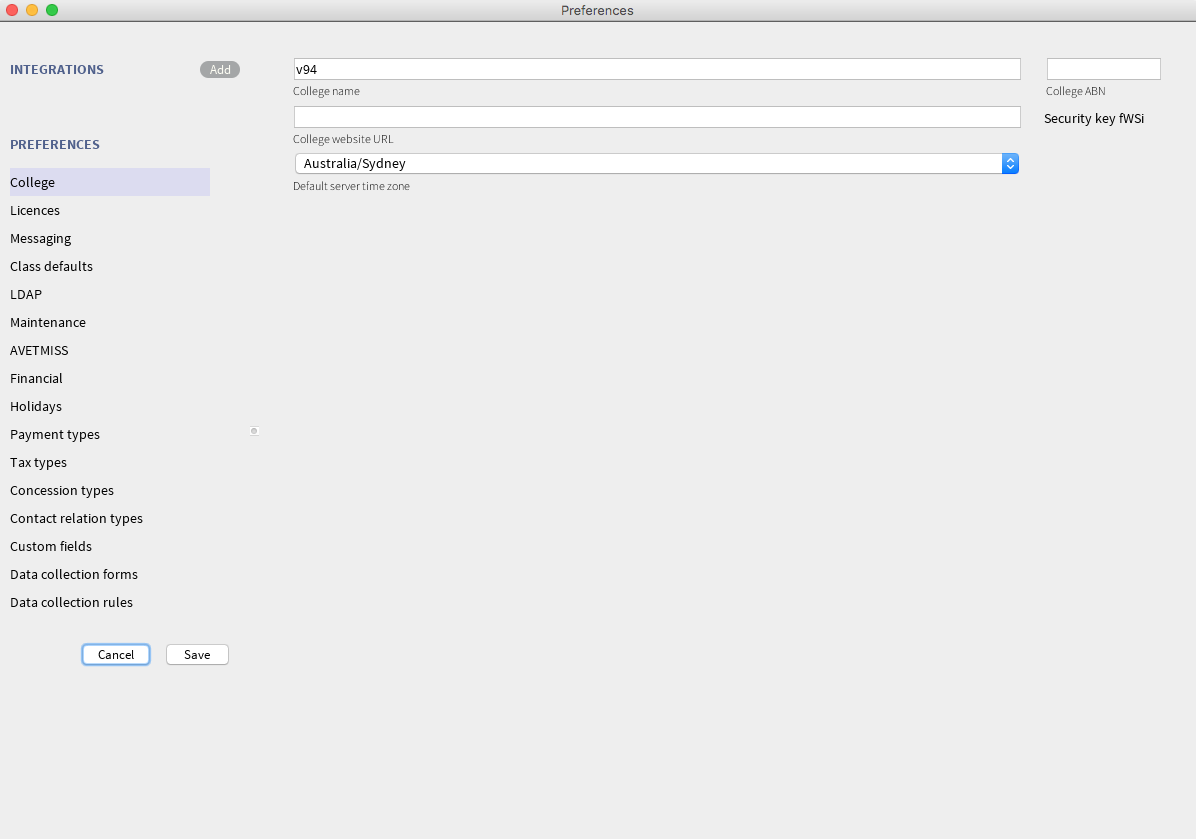 Preferences
INTEGRATIONS
Add
PREFERENCES
College
Licences
Messaging
Class defaults
LDAP
Maintenance
AVETMISS
Financial
Holidays
Payment types
Tax types
Concession types
Contact relation types
Custom fields
Data collection forms
Data collection rules
Cancel
Save
v94
College name
College ABN
College website URL
Security key fWSi
Australia/Sydney
Default server time zone